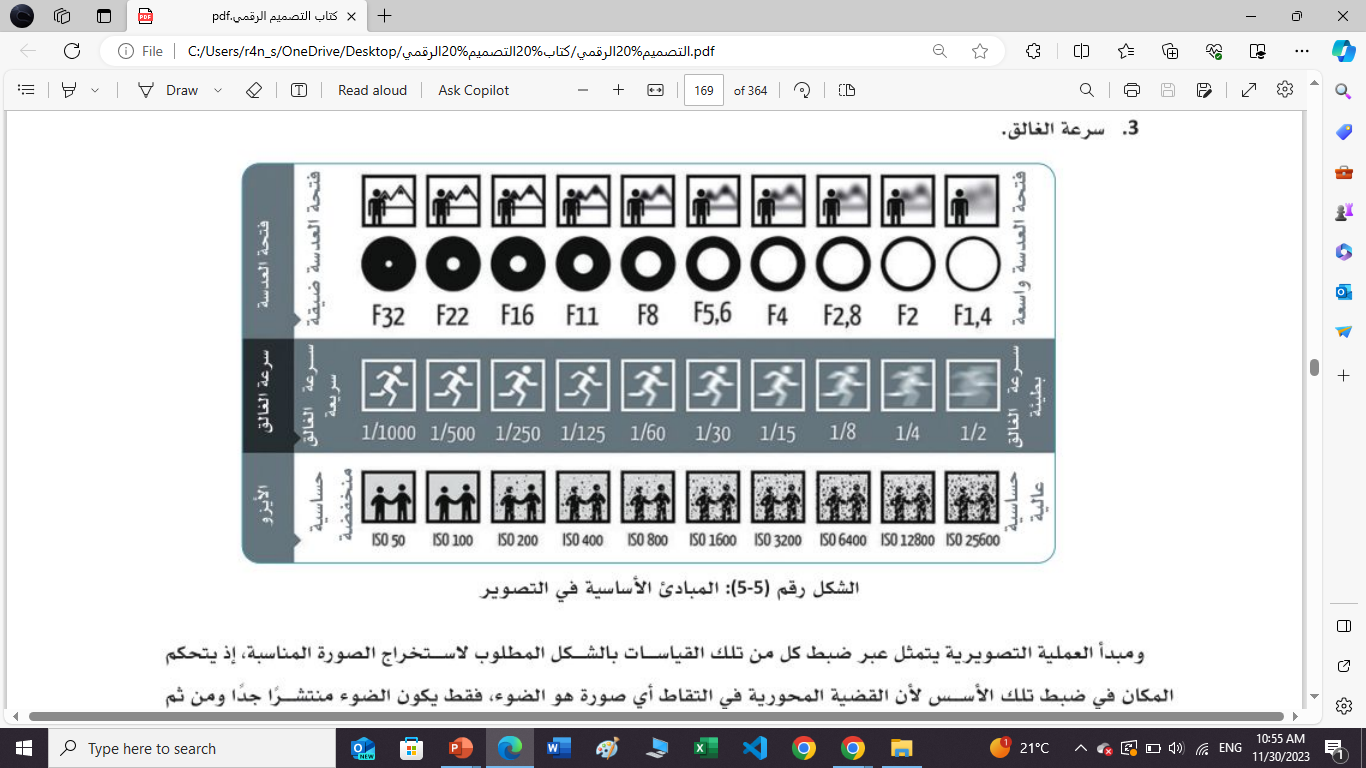 كتاب التصميم الرقمي.pdf
File
C:/Users/r4n_s/OneDrive/Desktop/التصميم%20الرقمي/كتاب%20التصميم%20الرقمي.pdf
Draw
Read aloud
Ask Copilot
169 of 364
3. سرعة الغالق.
فتحة العدسة
فتحة العدسة ضيقة
فتحة العدسة واسعة
F32 F22 F16 F11 F8 F5,6 F4 F2,8 F2 F1,4
سرعة الغالق
سرعة الغالق سريعة
سرعة الغالق بطيئة
1/1000 1/500 1/250 1/125 1/60 1/30 1/15 1/8 1/4 1/2
الأيزو
حساسية منخفضة
حساسية عالية
ISO 50 ISO 100 ISO 200 ISO 400 ISO 800 ISO 1600 ISO 3200 ISO 6400 ISO 12800 ISO 25600
الشكل رقم (5-5): المبادئ الأساسية في التصوير
ومبدأ العملية التصويرية يتمثل عبر ضبط كل من تلك القياسات بالشكل المطلوب لاستخراج الصورة المناسبة، إذ يتحكم
المكان في ضبط تلك الأسس لأن القضية المحورية في التقاط أي صورة هو الضوء، فقط يكون الضوء منتشرًا جدًا ومن ثم
Type here to search
NEW
1
21°C
ENG
10:55 AM
11/30/2023
1